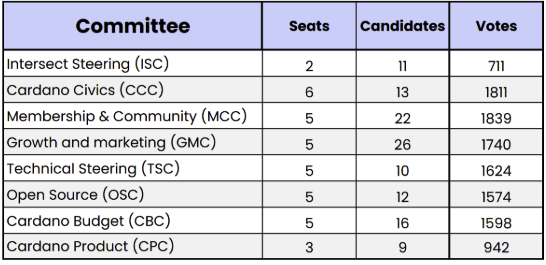 Committee Seats Candidates Votes
Intersect Steering (ISC) 2 11 711
Cardano Civics (CCC) 6 13 1811
Membership & Community (MCC) 5 22 1839
Growth and marketing (GMC) 5 26 1740
Technical Steering (TSC) 5 10 1624
Open Source (OSC) 5 12 1574
Cardano Budget (CBC) 5 16 1598
Cardano Product (CPC) 3 9 942